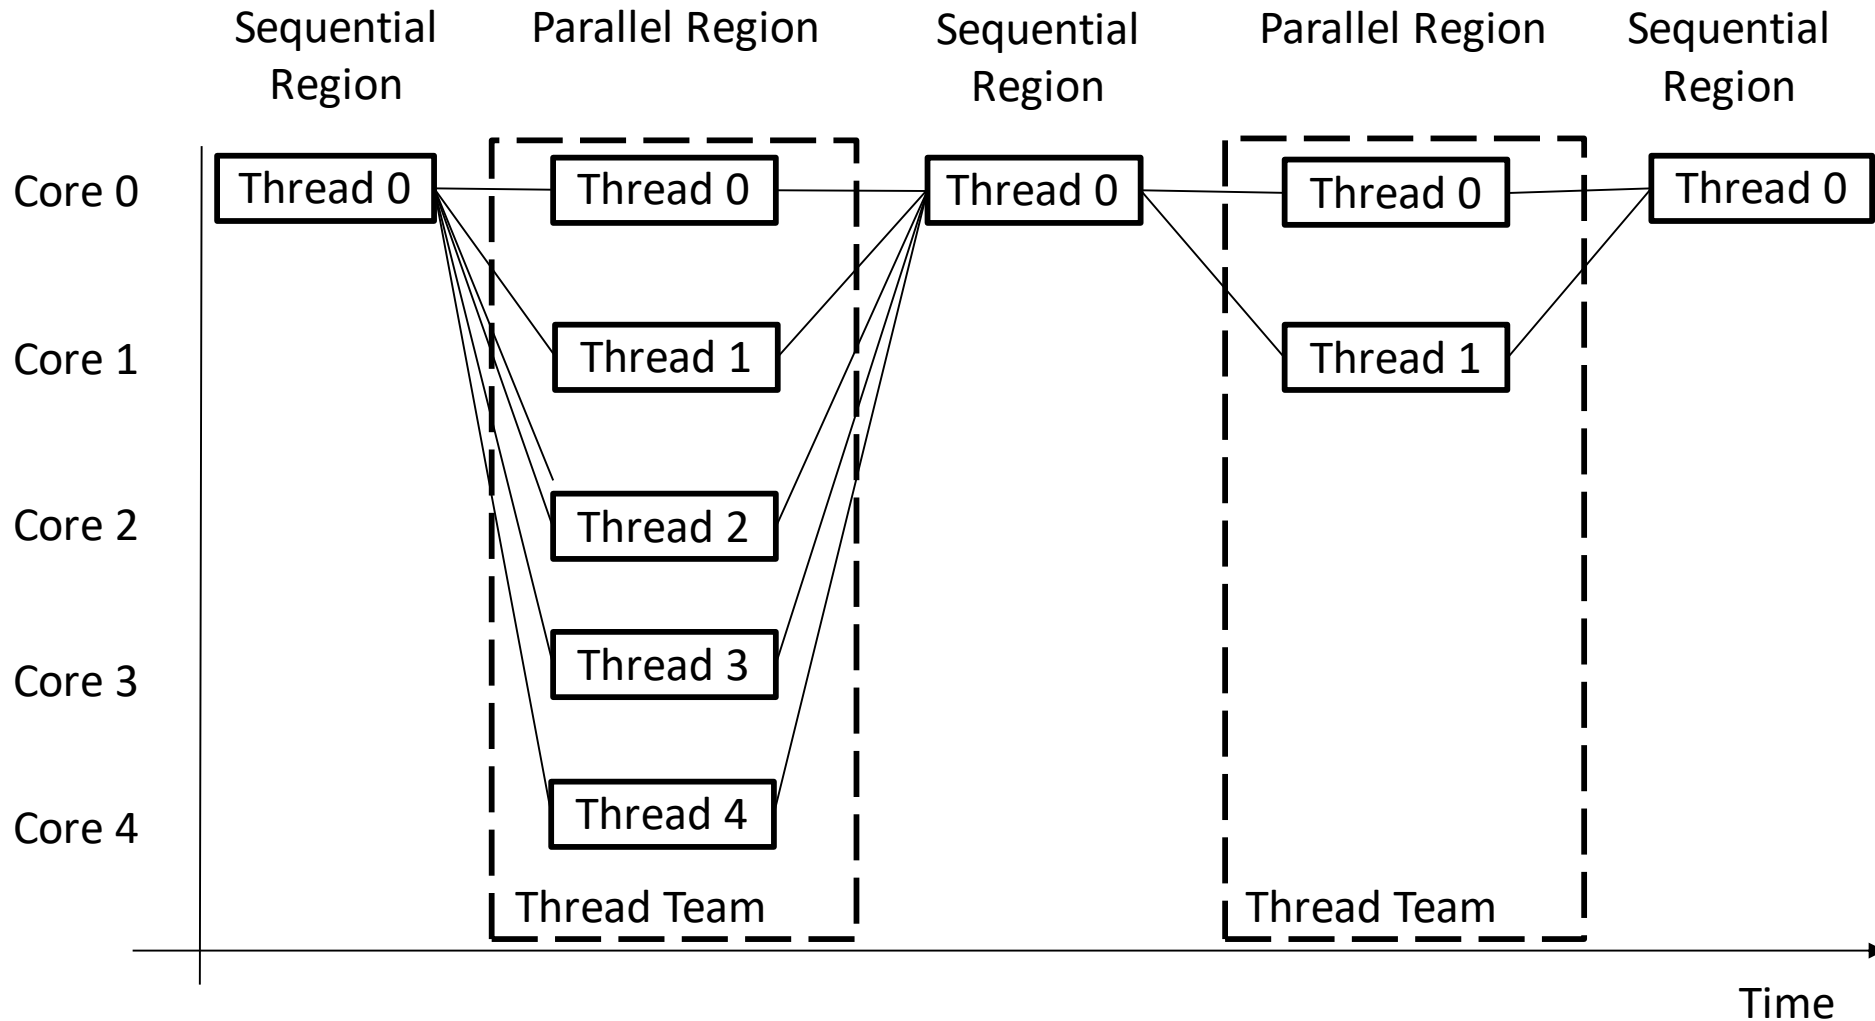 Sequential
Region
Parallel Region
Sequential
Region
Parallel Region
Sequential
Region
Core 0
Thread 0
Thread 0
Thread 0
Thread 0
Thread 0
Core 1
Thread 1
Thread 1
Core 2
Thread 2
Core 3
Thread 3
Core 4
Thread 4
Thread Team
Thread Team
Time